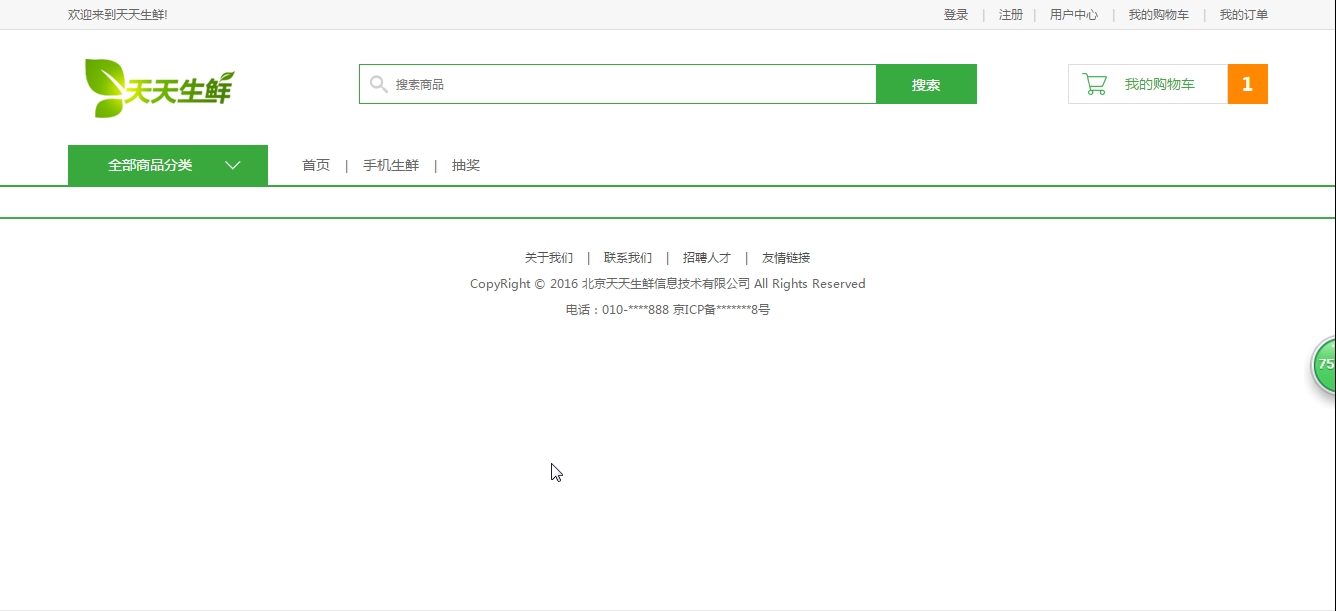 欢迎来到天天生鲜!
登录 | 注册 | 用户中心 | 我的购物车 | 我的订单
天天生鲜
搜索商品
搜索
我的购物车
1
全部商品分类
首页 | 手机生鲜 | 抽奖
关于我们 | 联系我们 | 招聘人才 | 友情链接
CopyRight © 2016 北京天天生鲜信息技术有限公司 All Rights Reserved
电话：010-****888 京ICP备*******8号
75